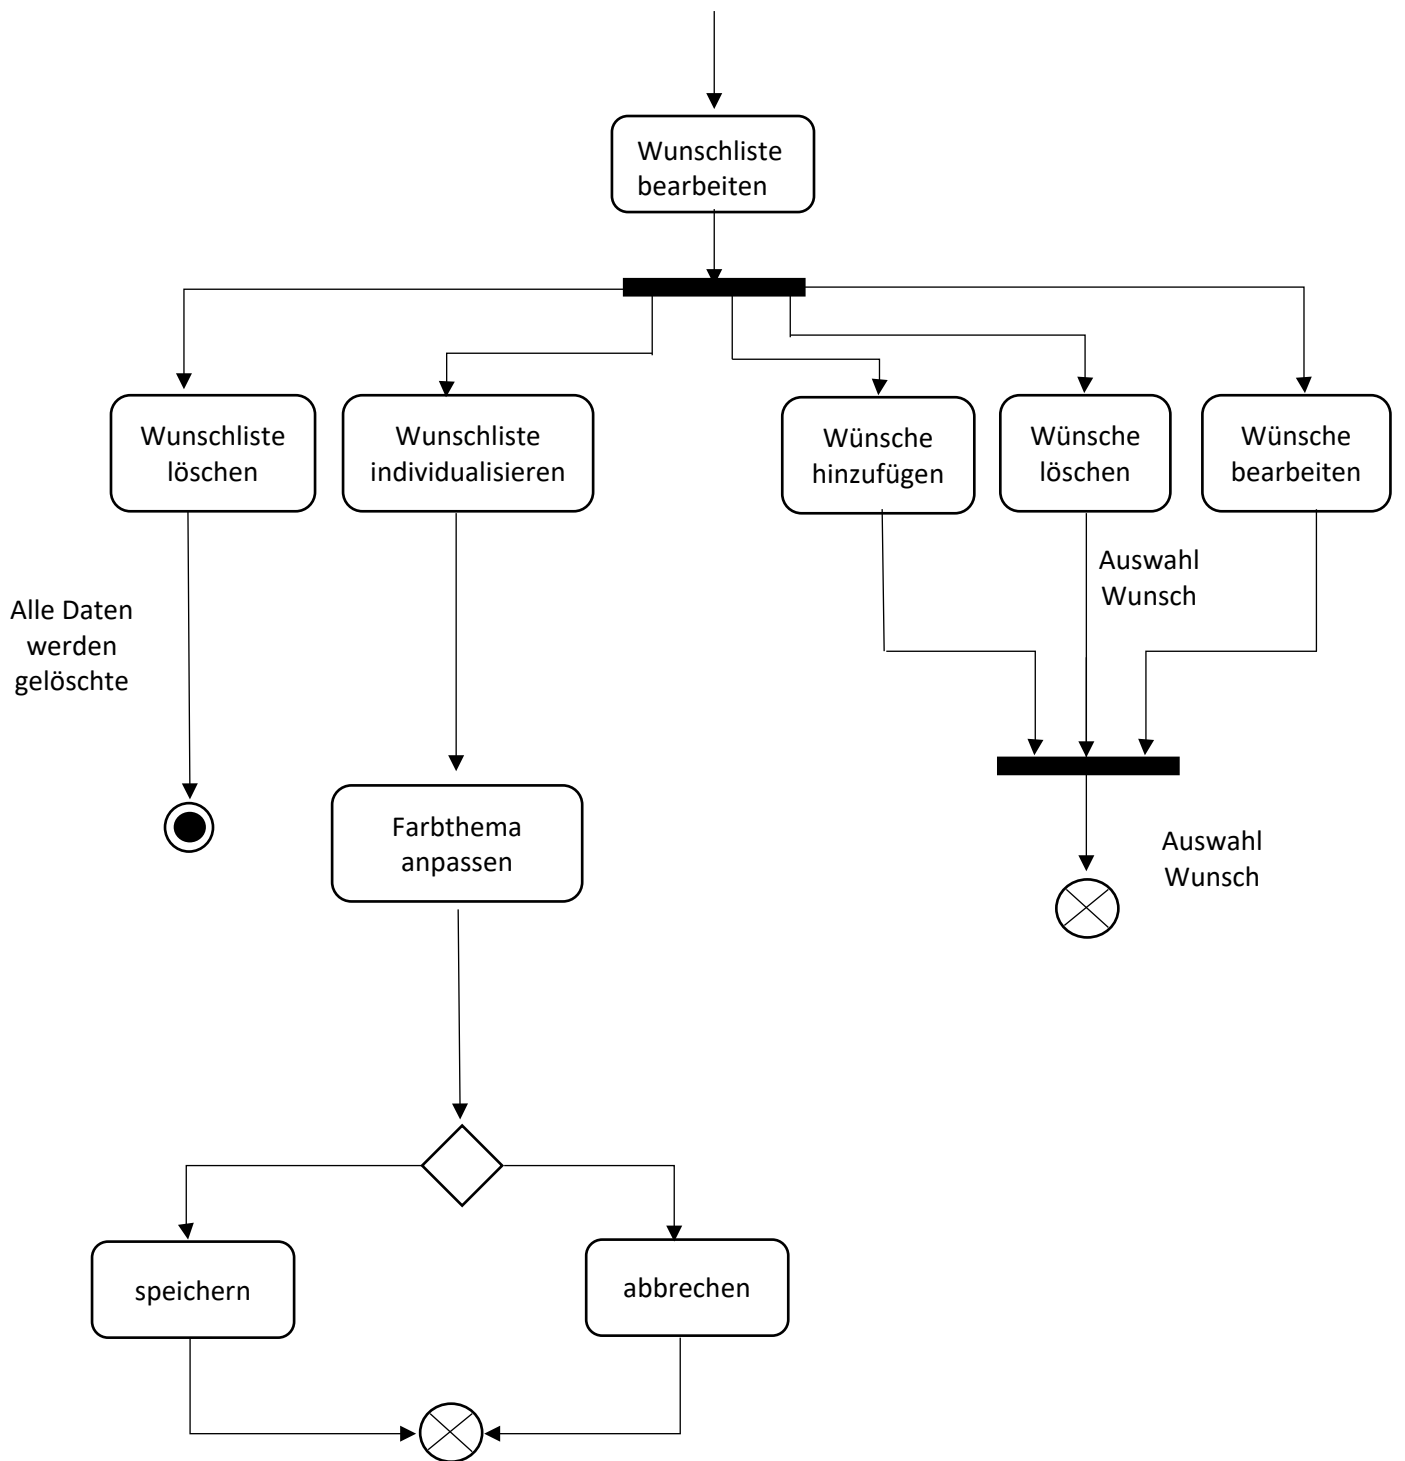 Wunschliste
bearbeiten
Wunschliste
löschen
Wunschliste
individualisieren
Wünsche
hinzufügen
Wünsche
löschen
Wünsche
bearbeiten
Auswahl
Wunsch
Alle Daten
werden
gelöschte
Farbthema
anpassen
Auswahl
Wunsch
speichern
abbrechen